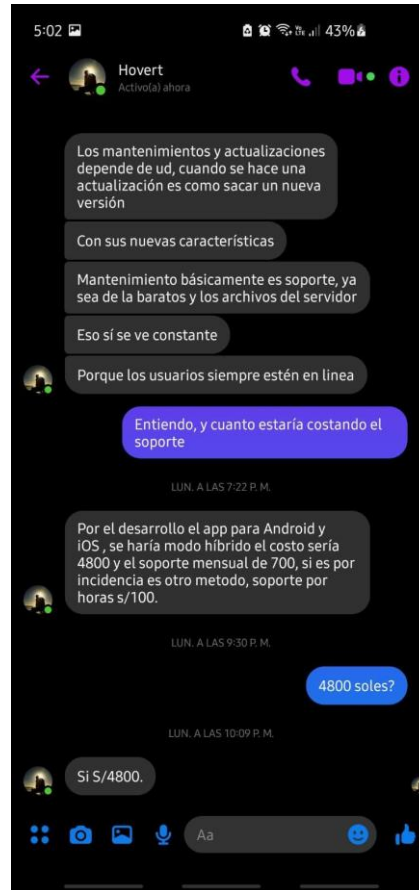 5:02
43%
Hovert
Activo(a) ahora
Los mantenimientos y actualizaciones
depende de ud, cuando se hace una
actualización es como sacar un nueva
versión
Con sus nuevas características
Mantenimiento básicamente es soporte, ya
sea de la baratos y los archivos del servidor
Eso sí se ve constante
Porque los usuarios siempre estén en linea
Entiendo, y cuanto estaría costando el
soporte
LUN. A LAS 7:22 P. M.
Por el desarrollo el app para Android y
iOS , se haría modo híbrido el costo sería
4800 y el soporte mensual de 700, si es por
incidencia es otro metodo, soporte por
horas s/100.
LUN. A LAS 9:30 P. M.
4800 soles?
LUN. A LAS 10:09 P. M.
Si S/4800.
Aa